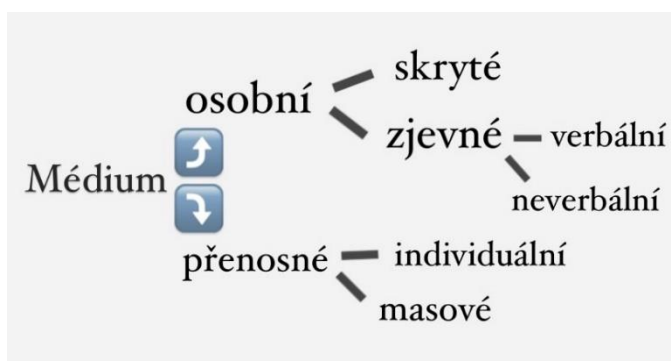 skryté
osobní
zjevné
verbální
Médium
neverbální
přenosné
individuální
masové